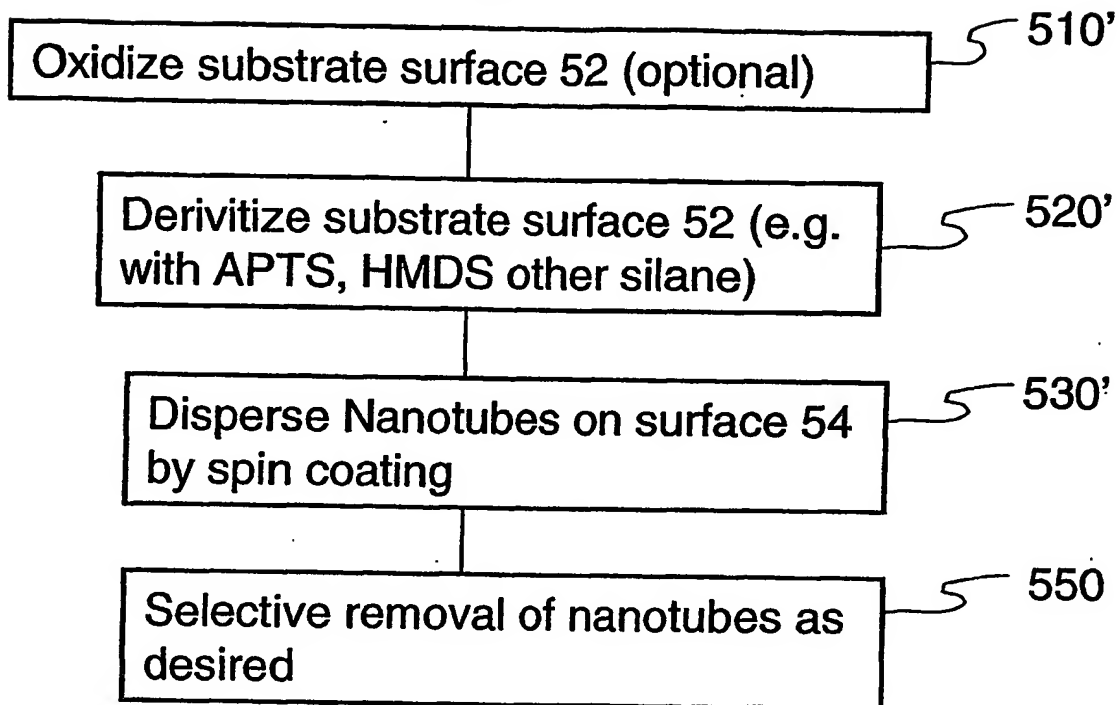 510'
Oxidize substrate surface 52 (optional)
520'
Derivitize substrate surface 52 (e.g.
with APTS, HMDS other silane)
530'
Disperse Nanotubes on surface 54
by spin coating
550
Selective removal of nanotubes as
desired